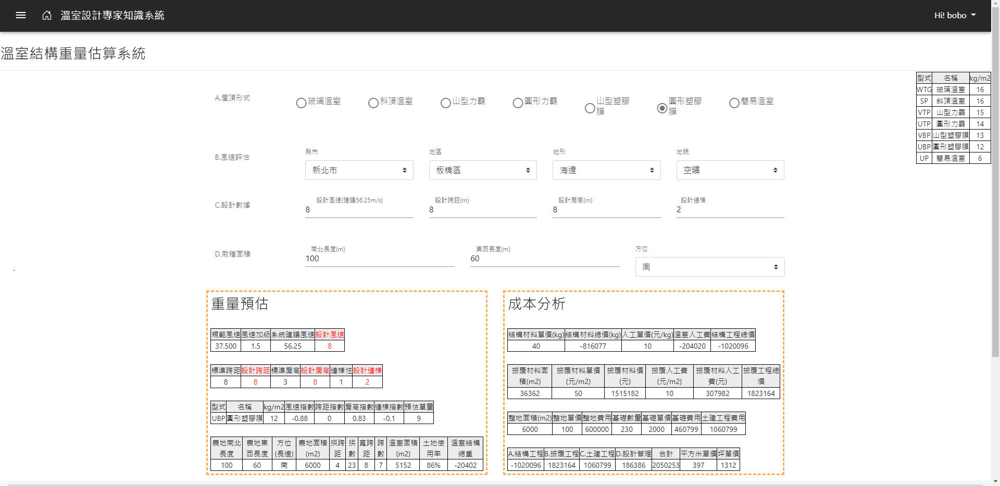 溫室設計專家知識系統
Hi! bobo
溫室結構重量估算系統
型式 名稱 kg/m2
WTG 玻璃溫室 16
SP 斜頂溫室 16
VTP 山型力霸 15
UTP 圓形力霸 14
VBP 山型塑膠膜 13
UBP 圓形塑膠膜 12
UP 簡易溫室 6
A.屋頂形式
玻璃溫室 斜頂溫室 山型力霸 圓形力霸 山型塑膠膜 圓形塑膠膜 簡易溫室
B.風速評估
縣市 地區 地形 地貌
新北市 板橋區 海邊 空曠
C.設計數據
設計風速(建議56.25m/s) 設計跨距(m) 設計肩高(m) 設計連棟
8 8 8 2
D.栽種面積
南北長度(m) 東西長度(m) 方位
100 60 南
重量預估
規範風速 風速加級 系統建議風速 設計風速
37.500 1.5 56.25 8
標準跨距 設計跨距 標準肩高 設計肩高 連棟性 設計連棟
8 8 3 8 1 2
型式 名稱 kg/m2 風速指數 跨距指數 肩高指數 連棟指數 預估單量
UBP 圓形塑膠膜 12 -0.88 0 0.83 -0.1 9
農地南北長度 農地東西長度 方位(長邊) 農地面積(m2) 拱跨距 拱數 寬跨距 跨數 溫室面積(m2) 土地使用率 溫室結構總重
100 60 南 6000 4 23 8 7 5152 86% -20402
成本分析
結構材料單價(kg) 結構材料總價(kg) 人工單價(元/kg) 溫室人工費 結構工程總價
40 -816077 10 -204020 -1020096
披覆材料面積(m2) 披覆材料單價(元/m2) 披覆材料價(元) 披覆人工費(元/m2) 披覆材料人工費(元) 披覆工程總價
36362 50 1515182 10 307982 1823164
整地面積(m2) 整地單價 整地費用 基礎數量 基礎單價 基礎費用 土建工程費用
6000 100 600000 230 2000 460799 1060799
A.結構工程 B.披覆工程 C.土建工程 D.設計管理 合計 平方米單價 坪單價
-1020096 1823164 1060799 186386 2050253 397 1312